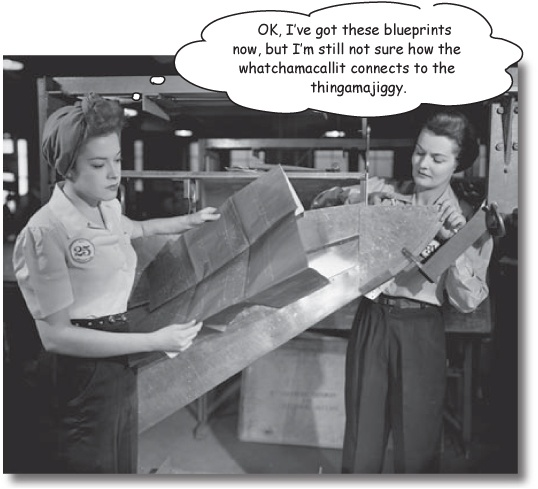 OK, I've got these blueprints
now, but I'm still not sure how the
whatchamacallit connects to the
thingamajiggy.
25